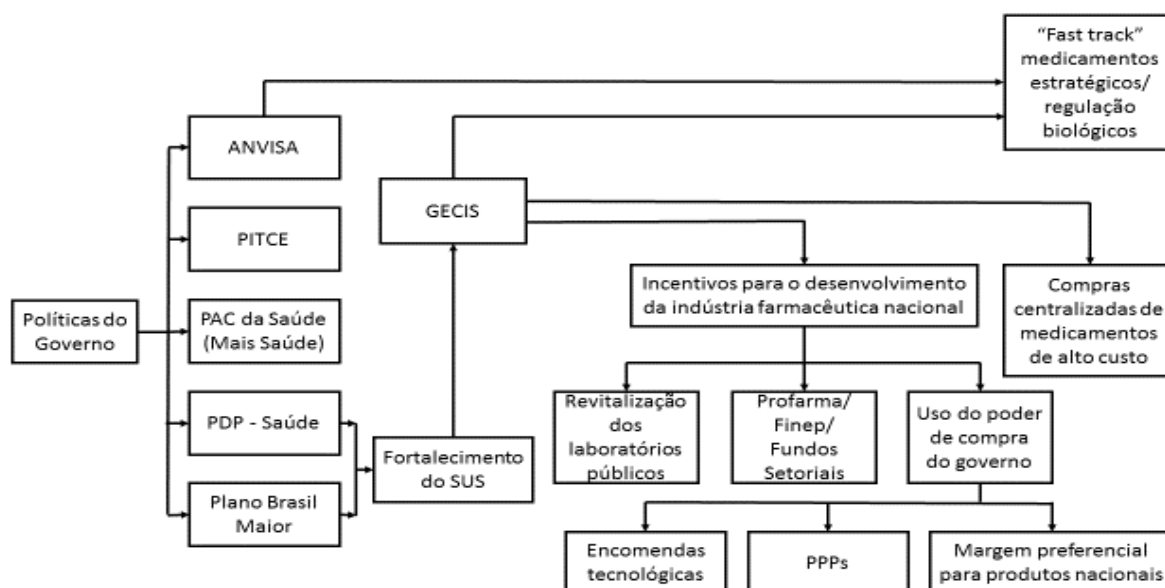 “Fast track”
medicamentos
estratégicos/
regulação
biológicos
ANVISA
GECIS
PITCE
Incentivos para o desenvolvimento
da indústria farmacêutica nacional
Compras
centralizadas de
medicamentos
de alto custo
Políticas do
Governo
PAC da Saúde
(Mais Saúde)
Revitalização
dos
laboratórios
públicos
Profarma/
Finep/
Fundos
Setoriais
Uso do poder
de compra
do governo
PDP - Saúde
Fortalecimento
do SUS
Plano Brasil
Maior
Encomendas
tecnológicas
PPPs
Margem preferencial
para produtos nacionais